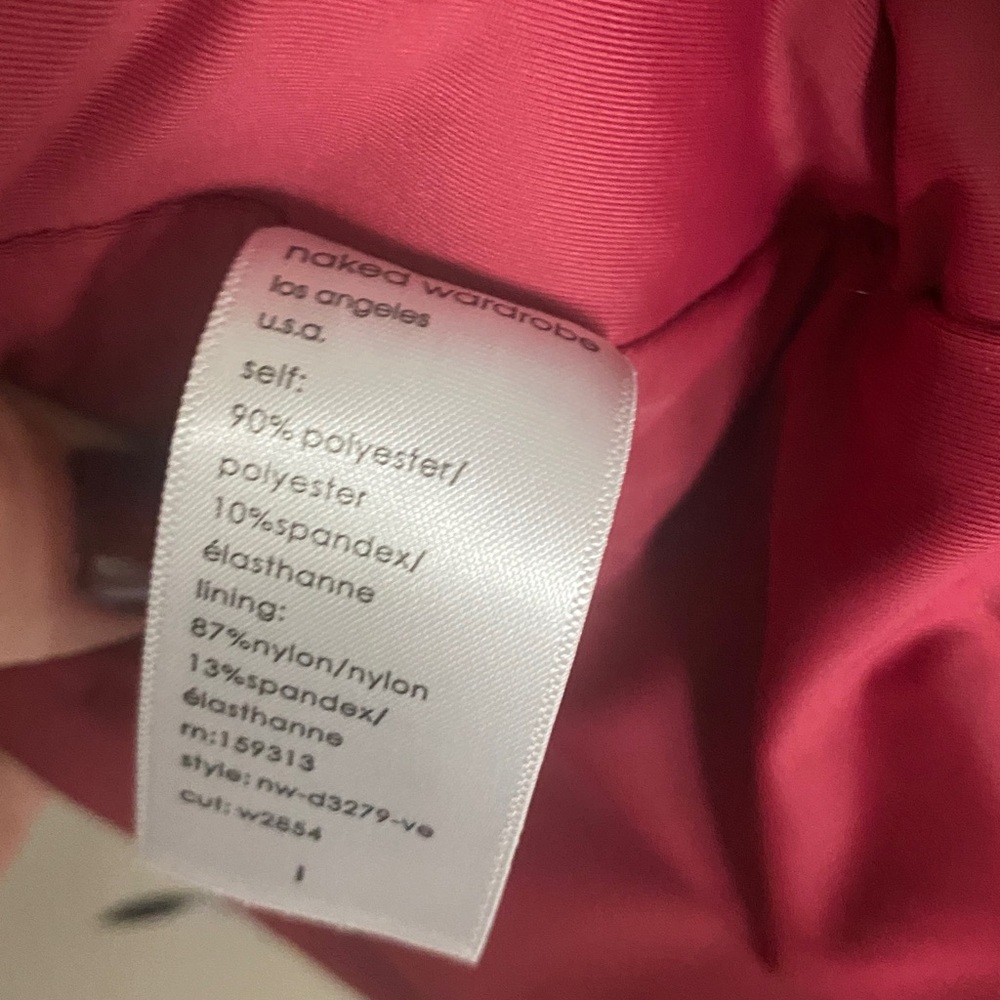 naked wardrobe
los angeles
u.s.a.
self:
90% polyester/
polyester
10%spandex/
élasthanne
lining:
87%nylon/nylon
13%spandex/
élasthanne
rn:159313
style: nw-d3279-ve
cut: w2854